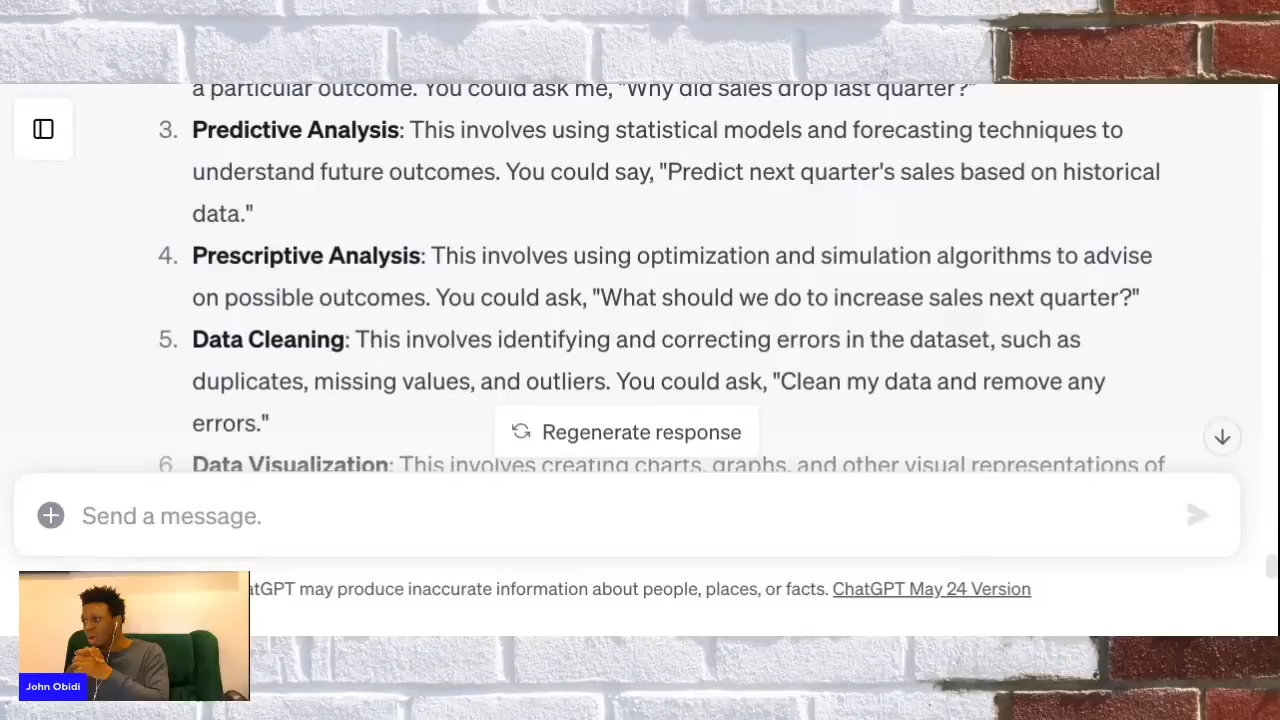 a particular outcome. You could ask me, "Why did sales drop last quarter?"
3. Predictive Analysis: This involves using statistical models and forecasting techniques to
understand future outcomes. You could say, "Predict next quarter's sales based on historical
data."
4. Prescriptive Analysis: This involves using optimization and simulation algorithms to advise
on possible outcomes. You could ask, "What should we do to increase sales next quarter?"
5. Data Cleaning: This involves identifying and correcting errors in the dataset, such as
duplicates, missing values, and outliers. You could ask, "Clean my data and remove any
errors."
Regenerate response
6. Data Visualization: This involves creating charts, graphs, and other visual representations of
Send a message.
atGPT may produce inaccurate information about people, places, or facts. ChatGPT May 24 Version
John Obidi